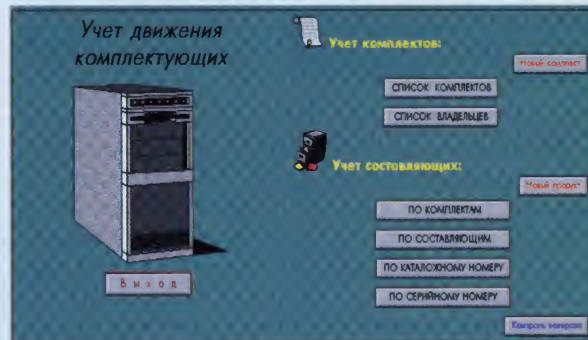 Учет движения
комплектующих
Выход
Учет комплектов:
Новый комплект
СПИСОК КОМПЛЕКТОВ
СПИСОК ВЛАДЕЛЬЦЕВ
Учет составляющих:
Новый продукт
ПО КОМПЛЕКТАМ
ПО СОСТАВЛЯЮЩИМ
ПО КАТАЛОЖНОМУ НОМЕРУ
ПО СЕРИЙНОМУ НОМЕРУ
Контроль